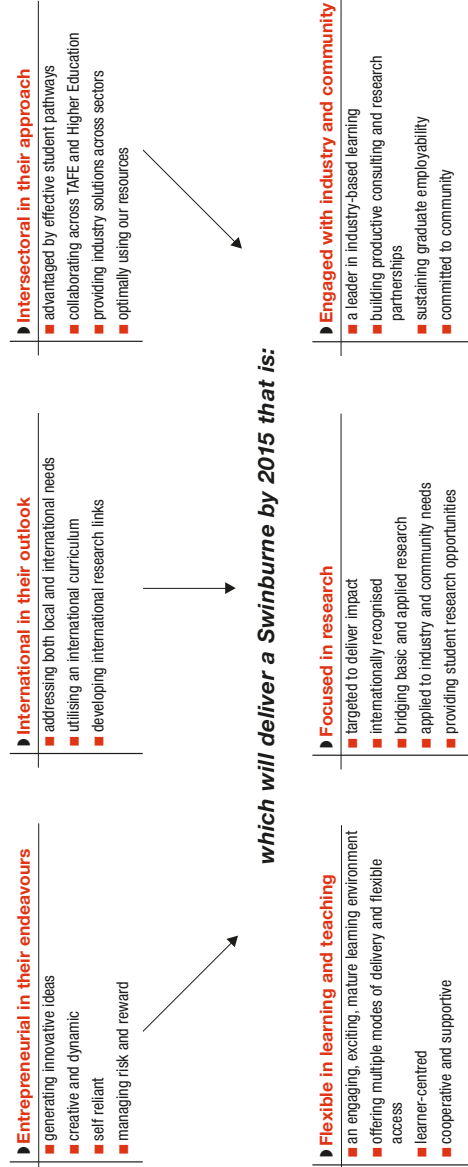 Entrepreneurial in their endeavours
generating innovative ideas
creative and dynamic
self reliant
managing risk and reward
International in their outlook
addressing both local and international needs
utilising an international curriculum
developing international research links
Intersectoral in their approach
advantaged by effective student pathways
collaborating across TAFE and Higher Education
providing industry solutions across sectors
optimally using our resources
which will deliver a Swinburne by 2015 that is:
Flexible in learning and teaching
an engaging, exciting, mature learning environment
offering multiple modes of delivery and flexible
access
learner-centred
cooperative and supportive
Focused in research
targeted to deliver impact
internationally recognised
bridging basic and applied research
applied to industry and community needs
providing student research opportunities
Engaged with industry and community
a leader in industry-based learning
building productive consulting and research
partnerships
sustaining graduate employability
committed to community